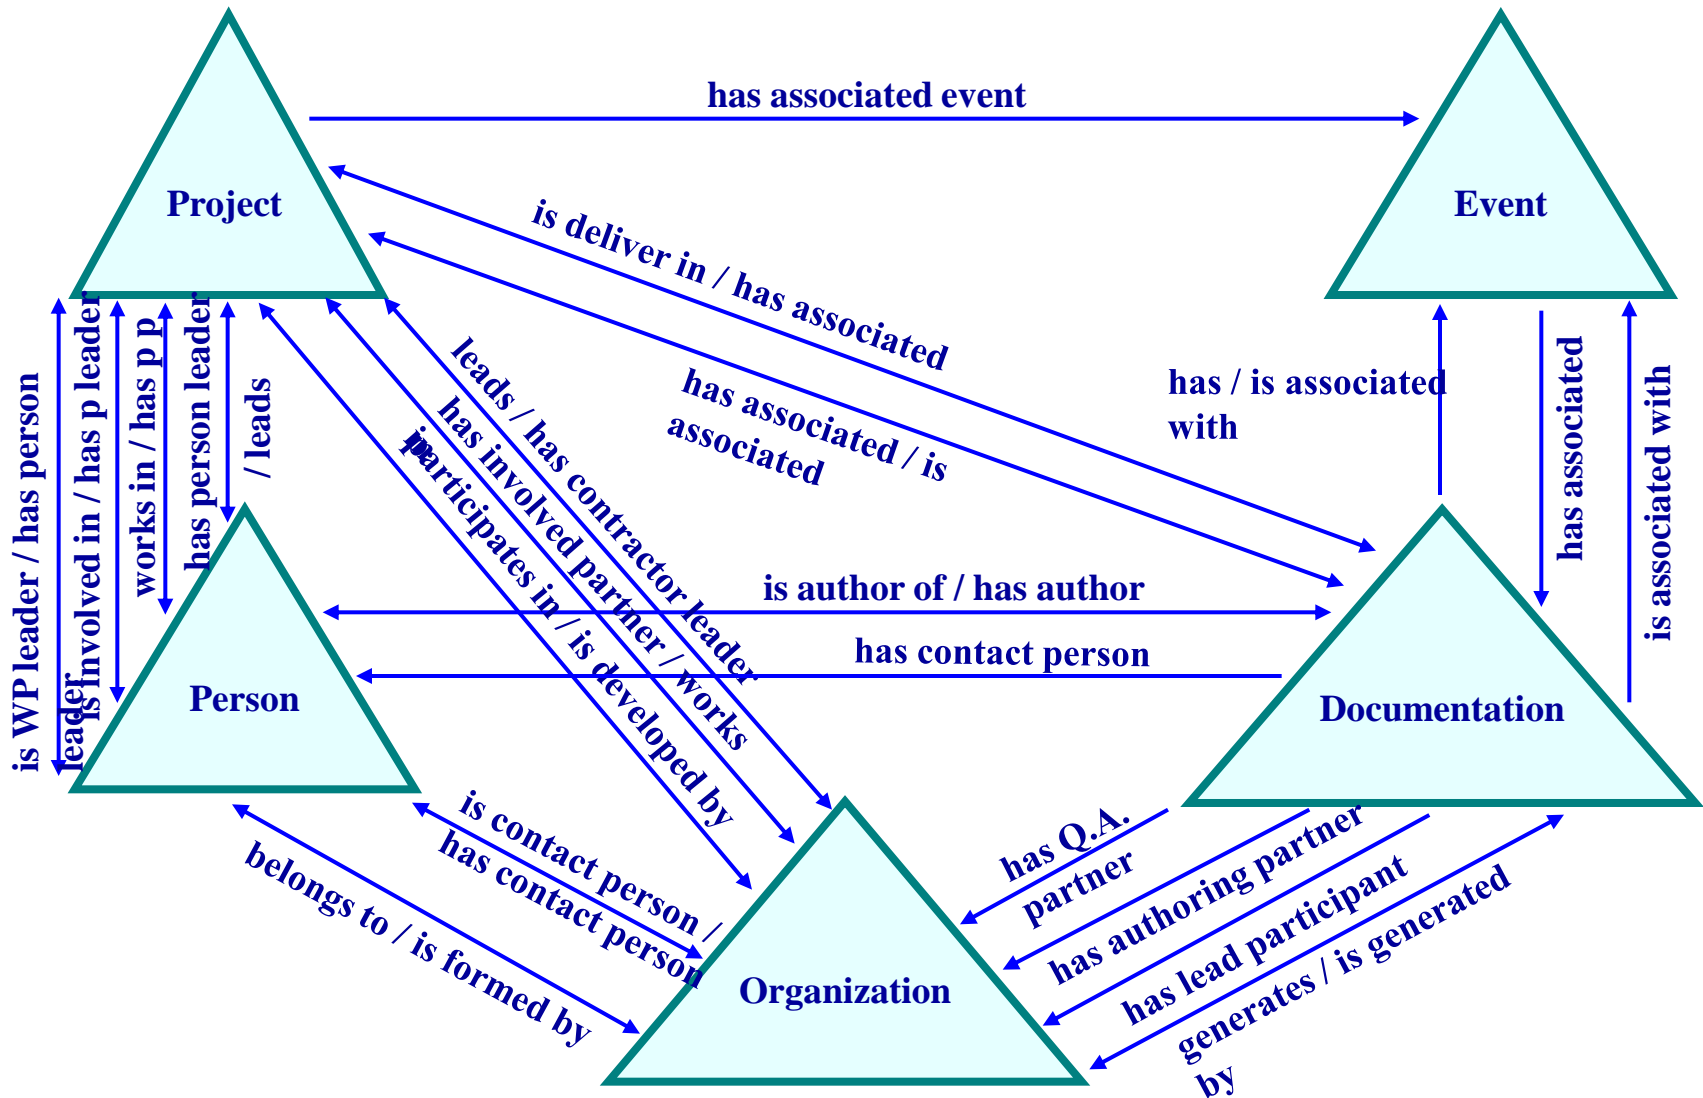 has associated event
Project
Event
is deliver in / has associated
has associated / is
associated
has / is associated
with
has associated
is associated with
is WP leader / has person
leader
is involved in / has p leader
works in / has p p
has person leader
/ leads
leads / has contractor leader
has involved partner / works
in
participates in / is developed by
is author of / has author
has contact person
Person
Documentation
is contact person /
has contact person
belongs to / is formed by
Organization
has Q.A.
partner
has authoring partner
has lead participant
generates / is generated
by